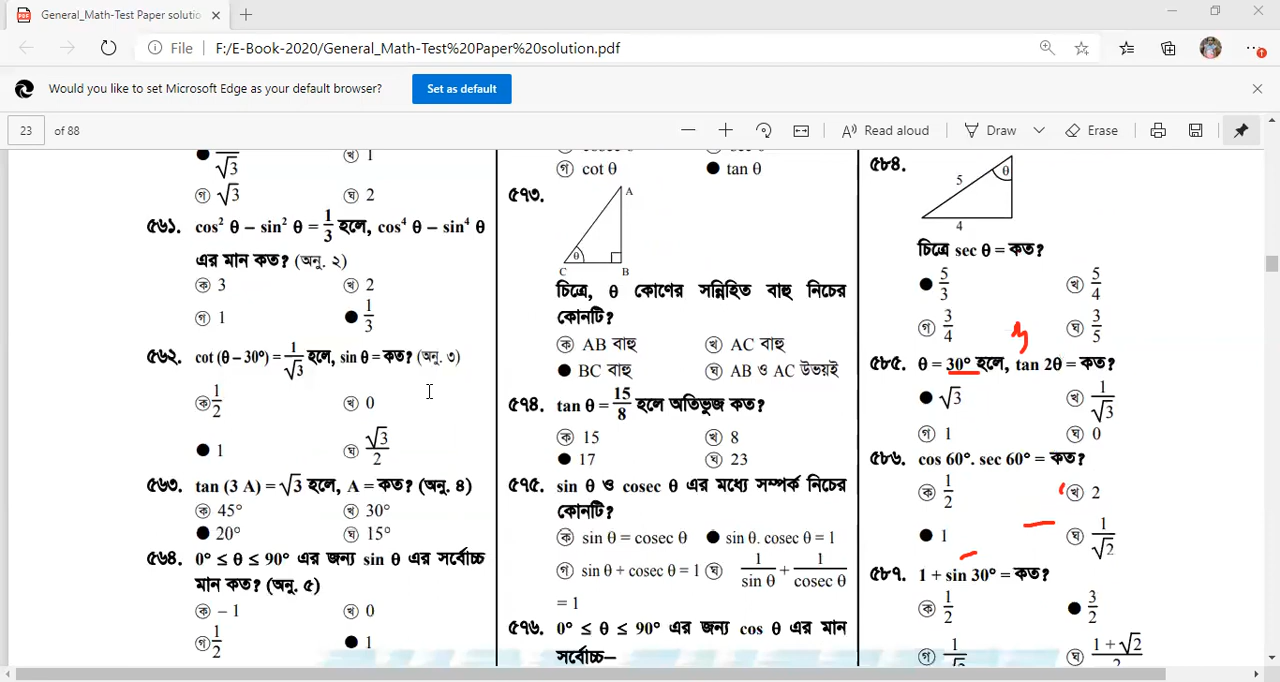 General_Math-Test Paper solutio
File F:/E-Book-2020/General_Math-Test%20Paper%20solution.pdf
Would you like to set Microsoft Edge as your default browser? Set as default
23 of 88 Read aloud Draw Erase
● 1/√3 (খ) 1
(গ) √3 (ঘ) 2
৫৬১. cos² θ – sin² θ = 1/3 হলে, cos⁴ θ – sin⁴ θ
এর মান কত? (অনু. ২)
(ক) 3 (খ) 2
(গ) 1 ● 1/3
৫৬২. cot (θ – 30°) = 1/√3 হলে, sin θ = কত? (অনু. ৩)
(ক) 1/2 (খ) 0
● 1 (ঘ) √3/2
৫৬৩. tan (3 A) = √3 হলে, A = কত? (অনু. ৪)
(ক) 45° (খ) 30°
● 20° (ঘ) 15°
৫৬৪. 0° ≤ θ ≤ 90° এর জন্য sin θ এর সর্বোচ্চ
মান কত? (অনু. ৫)
(ক) – 1 (খ) 0
(গ) 1/2 ● 1
(গ) cot θ ● tan θ
৫৭৩.
A
θ
C B
চিত্রে, θ কোণের সন্নিহিত বাহু নিচের
কোনটি?
(ক) AB বাহু (খ) AC বাহু
● BC বাহু (ঘ) AB ও AC উভয়ই
৫৭৪. tan θ = 15/8 হলে অতিভুজ কত?
(ক) 15 (খ) 8
● 17 (ঘ) 23
৫৭৫. sin θ ও cosec θ এর মধ্যে সম্পর্ক নিচের
কোনটি?
(ক) sin θ = cosec θ ● sin θ. cosec θ = 1
(গ) sin θ + cosec θ = 1 (ঘ) 1/sin θ + 1/cosec θ
= 1
৫৭৬. 0° ≤ θ ≤ 90° এর জন্য cos θ এর মান
সর্বোচ্চ–
৫৮৪.
5 θ
4
চিত্রে sec θ = কত?
● 5/3 (খ) 5/4
(গ) 3/4 (ঘ) 3/5
৫৮৫. θ = 30° হলে, tan 2θ = কত?
● √3 (খ) 1/√3
(গ) 1 (ঘ) 0
৫৮৬. cos 60°. sec 60° = কত?
(ক) 1/2 (খ) 2
● 1 (ঘ) 1/√2
৫৮৭. 1 + sin 30° = কত?
(ক) 1/2 ● 3/2
(গ) (ঘ) 1 + √2